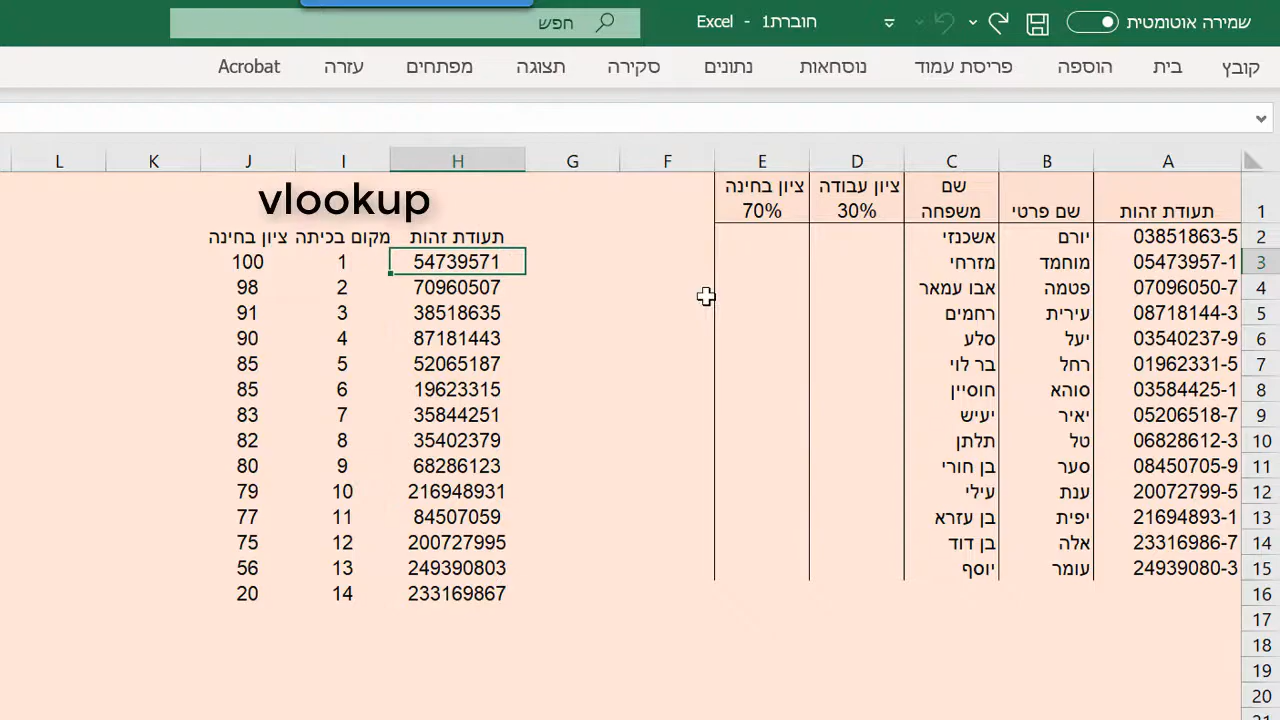 שמירה אוטומטית חוברת1 - Excel חפש
קובץ בית הוספה פריסת עמוד נוסחאות נתונים סקירה תצוגה מפתחים עזרה Acrobat
A B C D E F G H I J K L
vlookup
1 תעודת זהות שם פרטי שם משפחה ציון עבודה 30% ציון בחינה 70%
2 03851863-5 יורם אשכנזי תעודת זהות מקום בכיתה ציון בחינה
3 05473957-1 מוחמד מזרחי 54739571 1 100
4 07096050-7 פטמה אבו עמאר 70960507 2 98
5 08718144-3 עירית רחמים 38518635 3 91
6 03540237-9 יעל סלע 87181443 4 90
7 01962331-5 רחל בר לוי 52065187 5 85
8 03584425-1 סוהא חוסיין 19623315 6 85
9 05206518-7 יאיר יעיש 35844251 7 83
10 06828612-3 טל תלתן 35402379 8 82
11 08450705-9 סער בן חורי 68286123 9 80
12 20072799-5 ענת עילי 216948931 10 79
13 21694893-1 יפית בן עזרא 84507059 11 77
14 23316986-7 אלה בן דוד 200727995 12 75
15 24939080-3 עומר יוסף 249390803 13 56
16 233169867 14 20
17
18
19
20
21